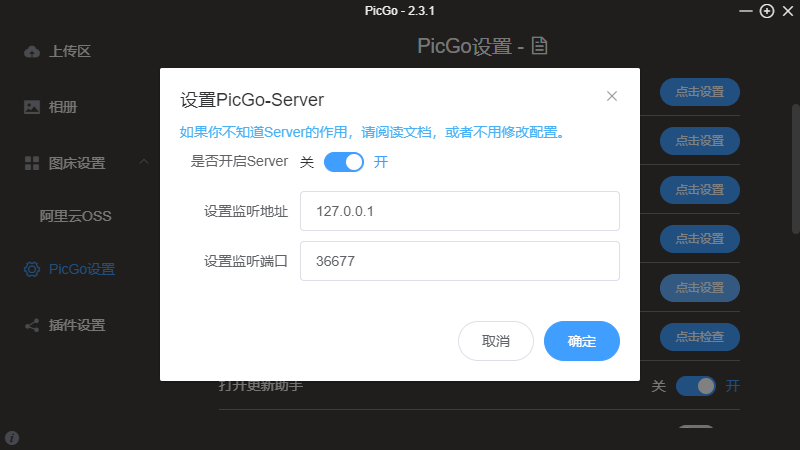 PicGo - 2.3.1
上传区
相册
图床设置
阿里云OSS
PicGo设置
插件设置
PicGo设置 -
点击设置
点击设置
点击设置
点击设置
点击设置
点击检查
设置PicGo-Server
如果你不知道Server的作用，请阅读文档，或者不用修改配置。
是否开启Server 关 开
设置监听地址 127.0.0.1
设置监听端口 36677
取消 确定
打开更新助手 关 开